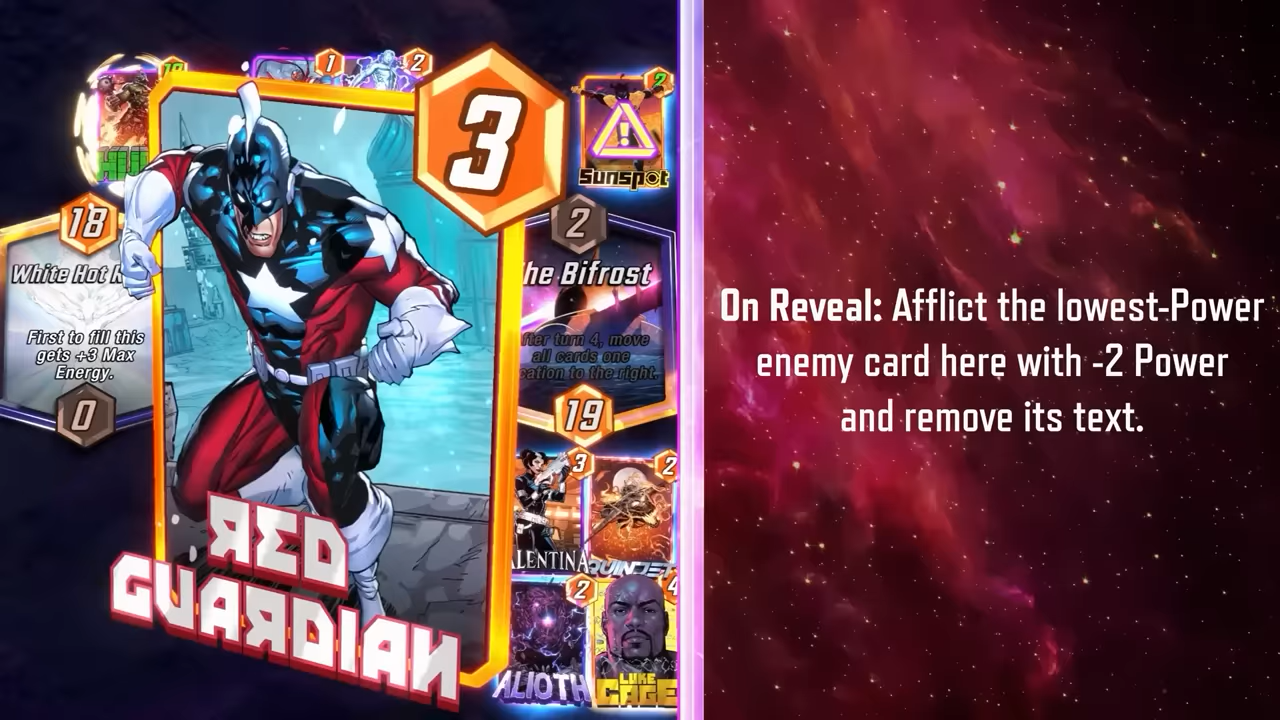 10
1
2
3
2
Sunspot
18
2
White Hot
he Bifrost
First to fill this
gets +3 Max
Energy.
fter turn 4, move
all cards one
cation to the right.
0
19
3
2
RED
GUARDIAN
ALENTINA
QUINJET
2
4
ALIOTH
LUKE
CAGE
On Reveal: Afflict the lowest-Power
enemy card here with -2 Power
and remove its text.